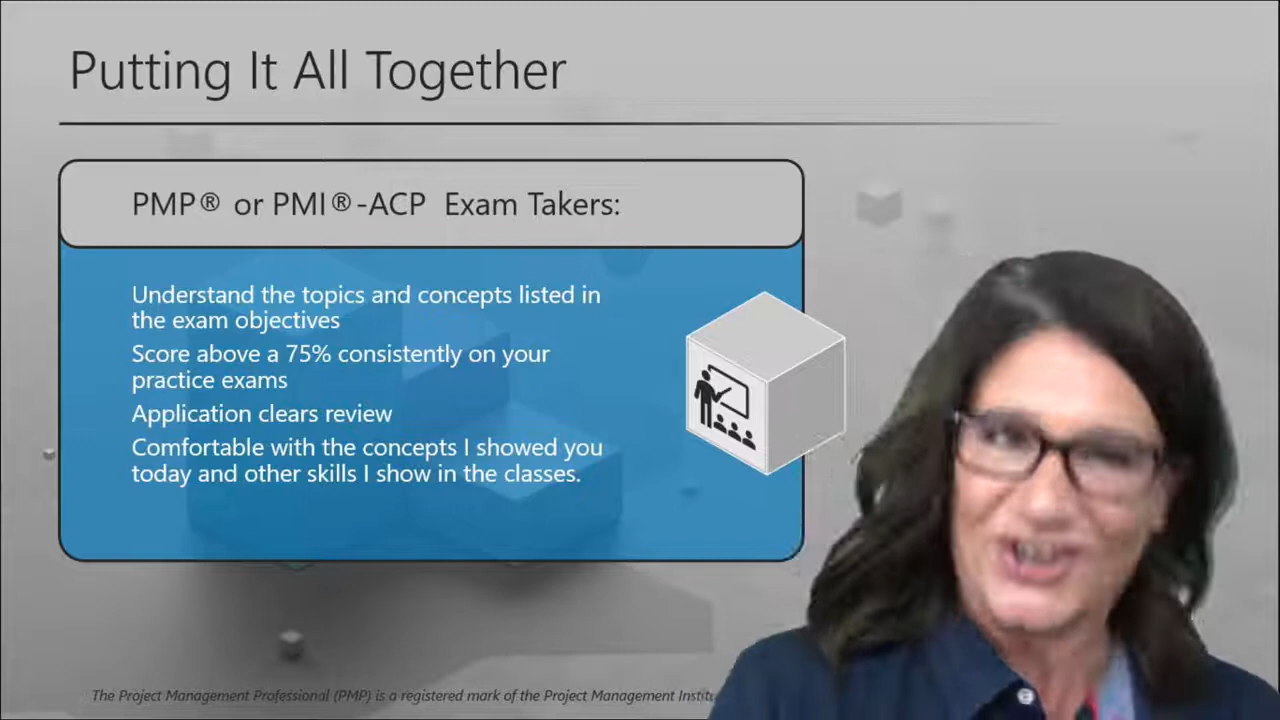 Putting It All Together
PMP® or PMI®-ACP Exam Takers:
Understand the topics and concepts listed in
the exam objectives
Score above a 75% consistently on your
practice exams
Application clears review
Comfortable with the concepts I showed you
today and other skills I show in the classes.
The Project Management Professional (PMP) is a registered mark of the Project Management